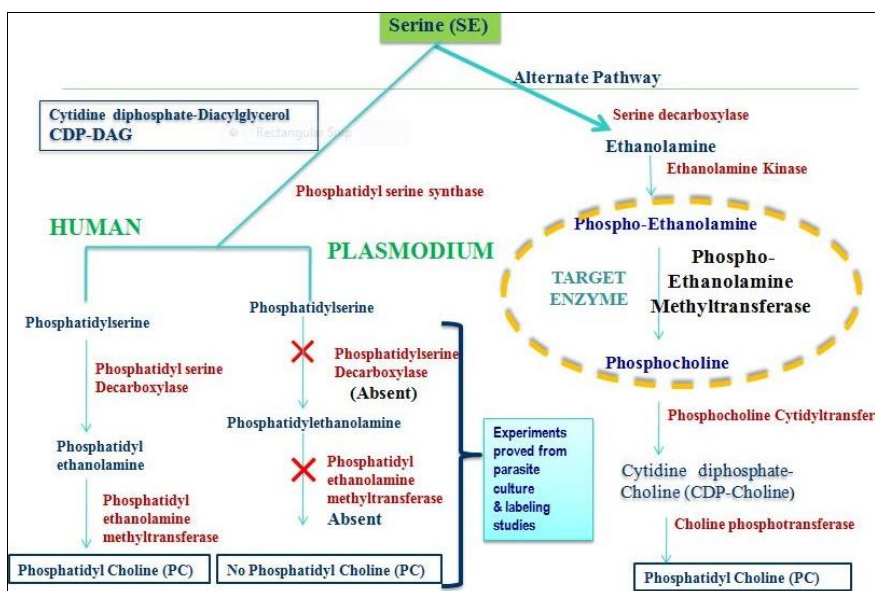 Serine (SE)
Alternate Pathway
Cytidine diphosphate-Diacylglycerol
CDP-DAG
Rectangular Snip
Serine decarboxylase
Ethanolamine
Ethanolamine Kinase
Phosphatidyl serine synthase
HUMAN
PLASMODIUM
Phosphatidylserine
Phosphatidyl serine
Decarboxylase
Phosphatidyl
ethanolamine
Phosphatidyl
ethanolamine
methyltransferase
Phosphatidyl Choline (PC)
Phosphatidylserine
Phosphatidylserine
Decarboxylase
(Absent)
Phosphatidylethanolamine
Phosphatidyl
ethanolamine
methyltransferase
Absent
No Phosphatidyl Choline (PC)
Experiments
proved from
parasite
culture
& labeling
studies
Phospho-Ethanolamine
TARGET
ENZYME
Phospho-
Ethanolamine
Methyltransferase
Phosphocholine
Phosphocholine Cytidyltransfer
Cytidine diphosphate-
Choline (CDP-Choline)
Choline phosphotransferase
Phosphatidyl Choline (PC)